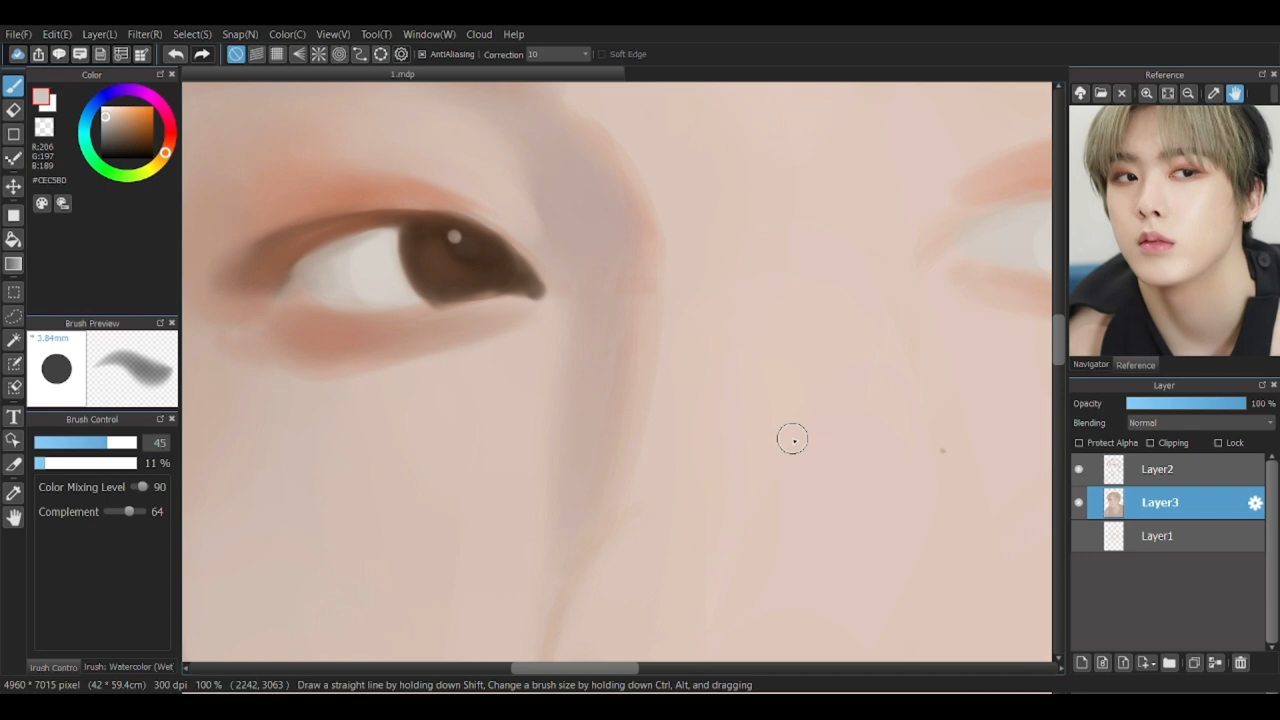 File(F) Edit(E) Layer(L) Filter(R) Select(S) Snap(N) Color(C) View(V) Tool(T) Window(W) Cloud Help
AntiAliasing Correction 10 Soft Edge
Color
1.mdp
Reference
R:206
G:197
B:189
#CEC5BD
Brush Preview
* 3.84mm
Navigator Reference
Layer
Brush Control
Opacity 100 %
Blending Normal
45
Protect Alpha Clipping Lock
11 %
Layer2
Color Mixing Level 90
Layer3
Complement 64
Layer1
Brush Contro Brush: Watercolor (Wet
4960 * 7015 pixel (42 * 59.4cm) 300 dpi 100 % ( 2242, 3063 ) Draw a straight line by holding down Shift, Change a brush size by holding down Ctrl, Alt, and dragging